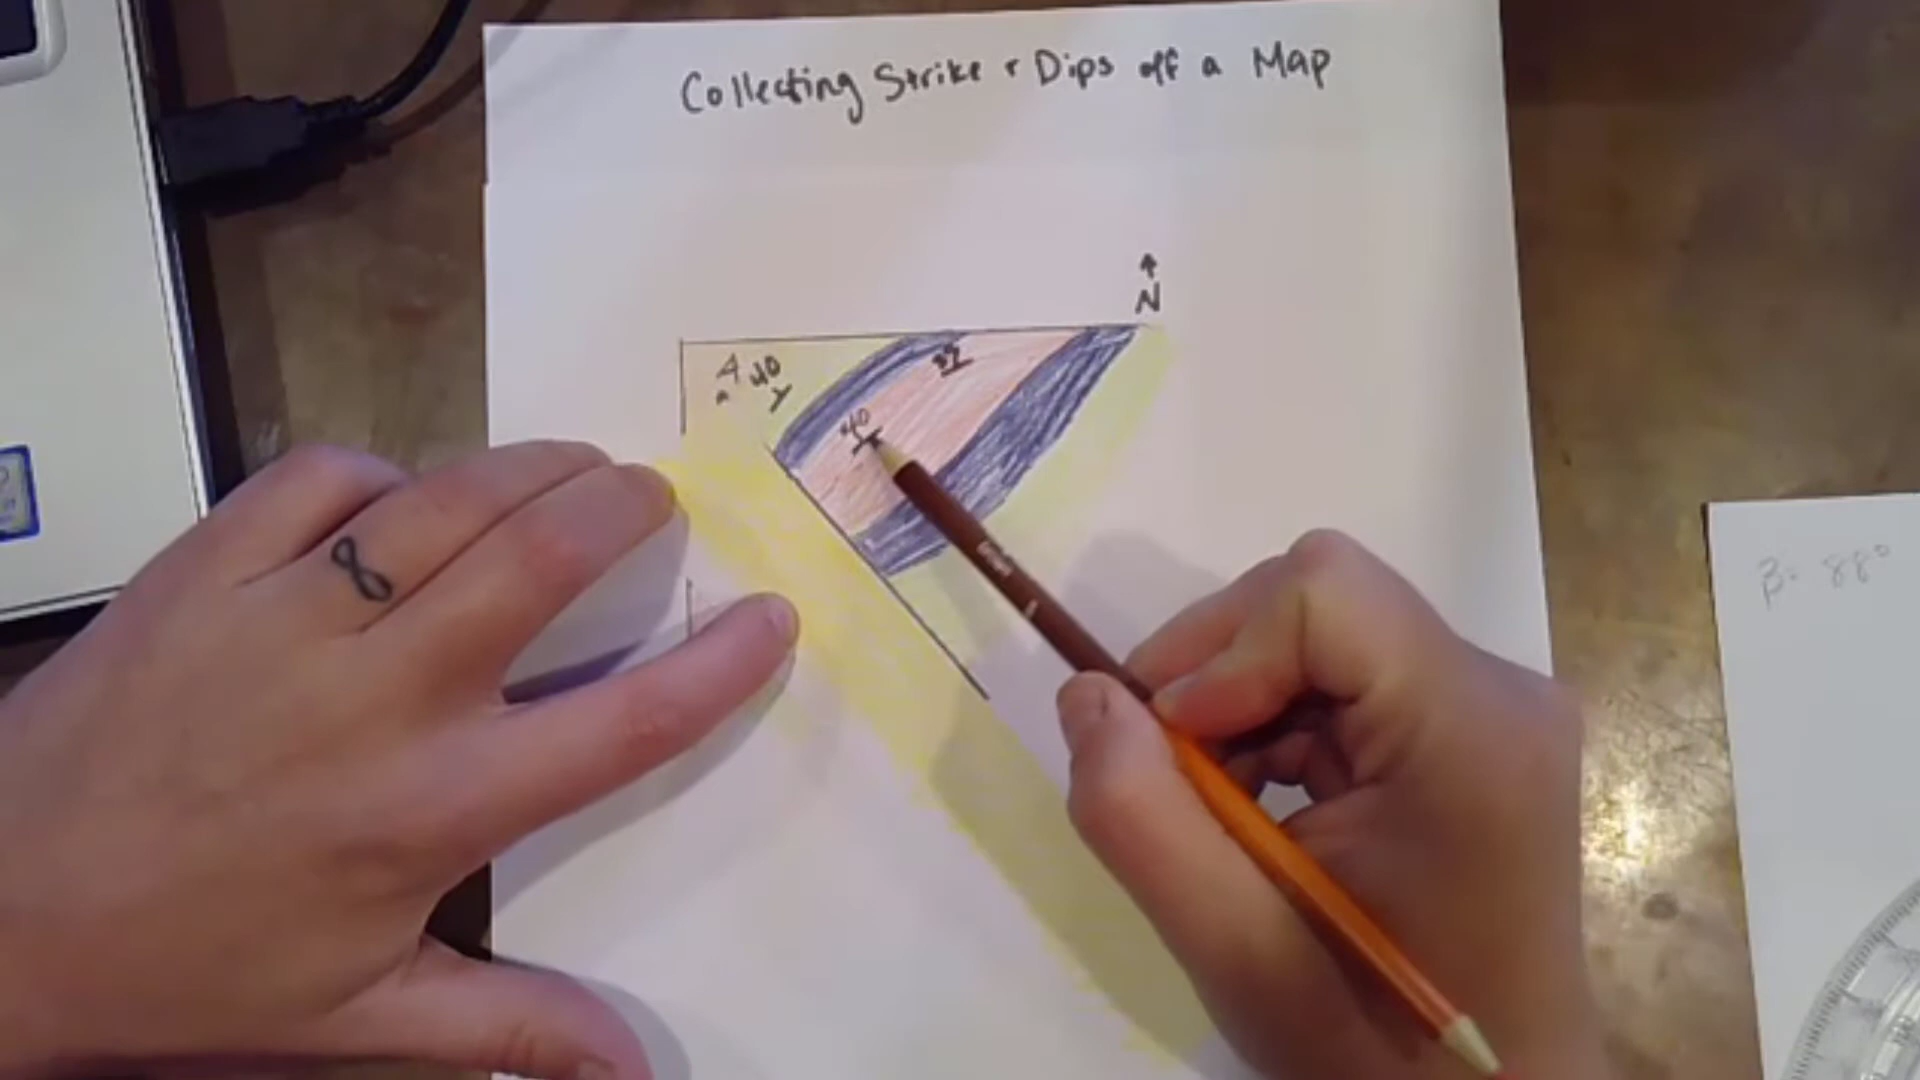 Collecting Strike & Dips off a Map
N
A
40
32
40
β: 88°